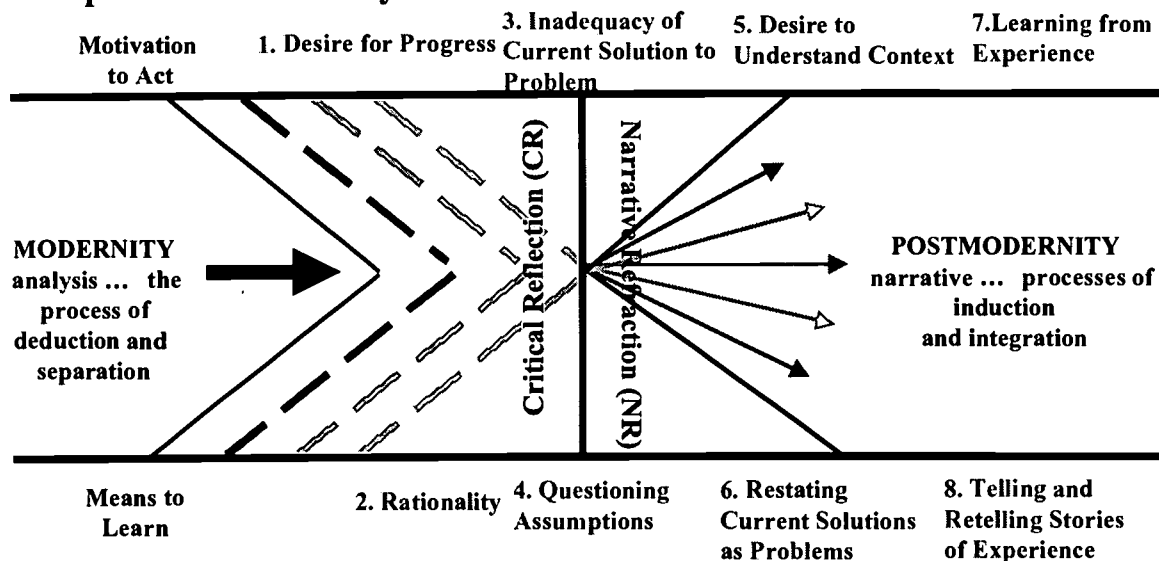 Motivation
to Act
1. Desire for Progress
3. Inadequacy of
Current Solution to
Problem
5. Desire to
Understand Context
7.Learning from
Experience
MODERNITY
analysis ... the
process of
deduction and
separation
Critical Reflection (CR)
Narrative Refraction (NR)
POSTMODERNITY
narrative ... processes of
induction
and integration
Means to
Learn
2. Rationality
4. Questioning
Assumptions
6. Restating
Current Solutions
as Problems
8. Telling and
Retelling Stories
of Experience